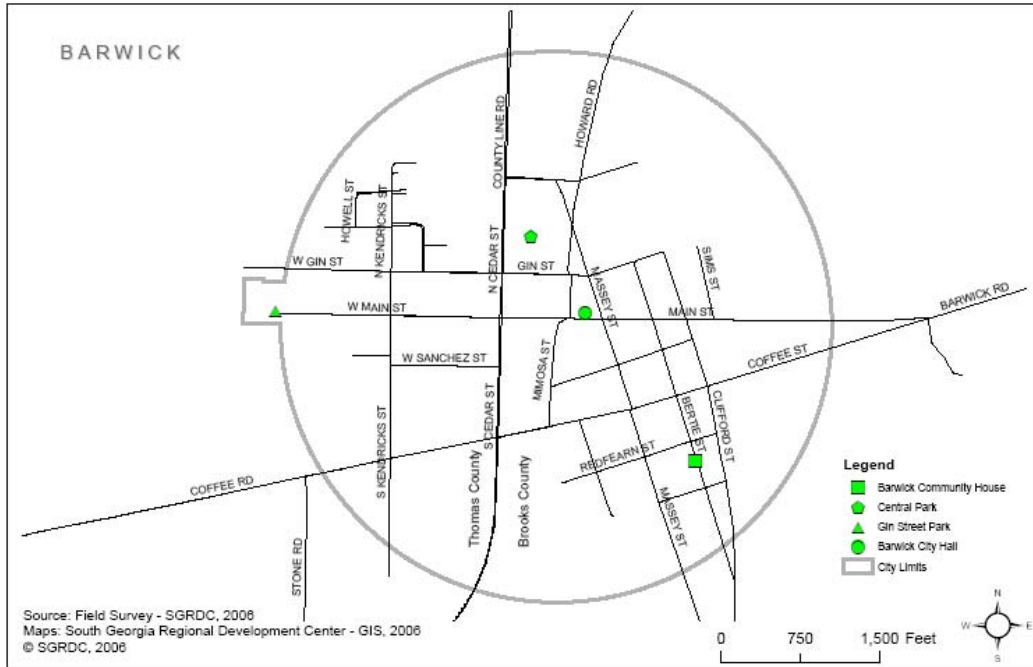 BARWICK
COUNTY LINE RD
HOWARD RD
HOWELL ST
N KENDRICKS ST
W GIN ST
GIN ST
N CEDAR ST
MASSEY ST
SIMS ST
BARWICK RD
W MAIN ST
MAIN ST
W SANCHEZ ST
MIMOSA ST
COFFEE ST
S CEDAR ST
BERTIE ST
CLIFFORD ST
REDFEARN ST
S KENDRICKS ST
COFFEE RD
Thomas County
Brooks County
MASSEY ST
STONE RD
Legend
Barwick Community House
Central Park
Gin Street Park
Barwick City Hall
City Limits
Source: Field Survey - SGRDC, 2006
Maps: South Georgia Regional Development Center - GIS, 2006
© SGRDC, 2006
0 750 1,500 Feet
N
W E
S